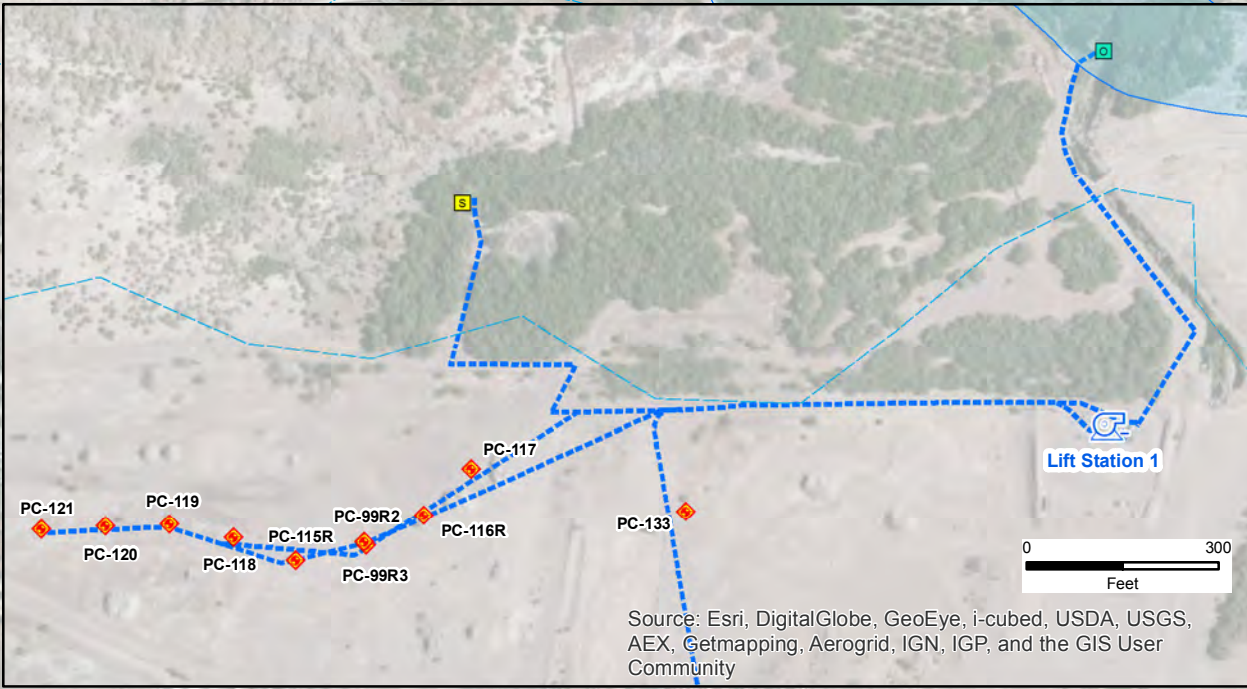 O
S
PC-117
PC-121
PC-119
PC-99R2
PC-115R
PC-116R
PC-120
PC-118
PC-99R3
PC-133
Lift Station 1
0 300
Feet
Source: Esri, DigitalGlobe, GeoEye, i-cubed, USDA, USGS,
AEX, Getmapping, Aerogrid, IGN, IGP, and the GIS User
Community